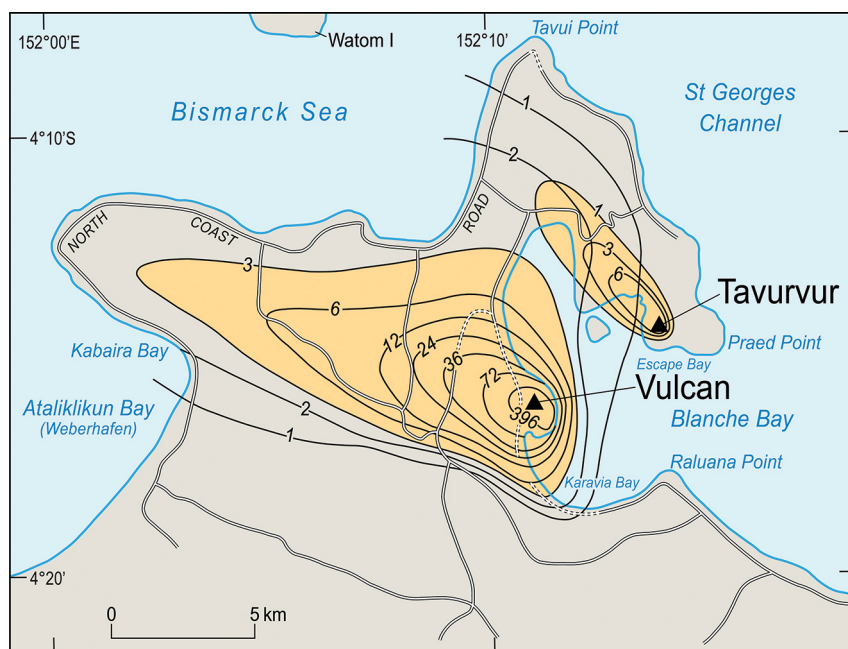 152°00'E
Watom I
152°10'
Tavui Point
Bismarck Sea
St Georges
Channel
4°10'S
1
2
NORTH
COAST
ROAD
1
3
3
6
6
Tavurvur
12
24
36
Praed Point
Kabaira Bay
Escape Bay
72
Vulcan
396
Ataliklikun Bay
(Weberhafen)
2
1
Blanche Bay
Raluana Point
Karavia Bay
4°20'
0
5 km